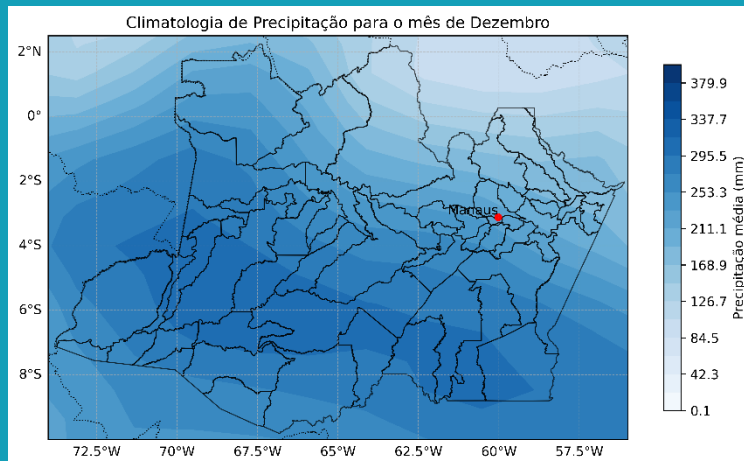 Climatologia de Precipitação para o mês de Dezembro
2°N
0°
2°S
4°S
6°S
8°S
Manaus
72.5°W 70°W 67.5°W 65°W 62.5°W 60°W 57.5°W
379.9
337.7
295.5
253.3
211.1
168.9
126.7
84.5
42.3
0.1
Precipitação média (mm)